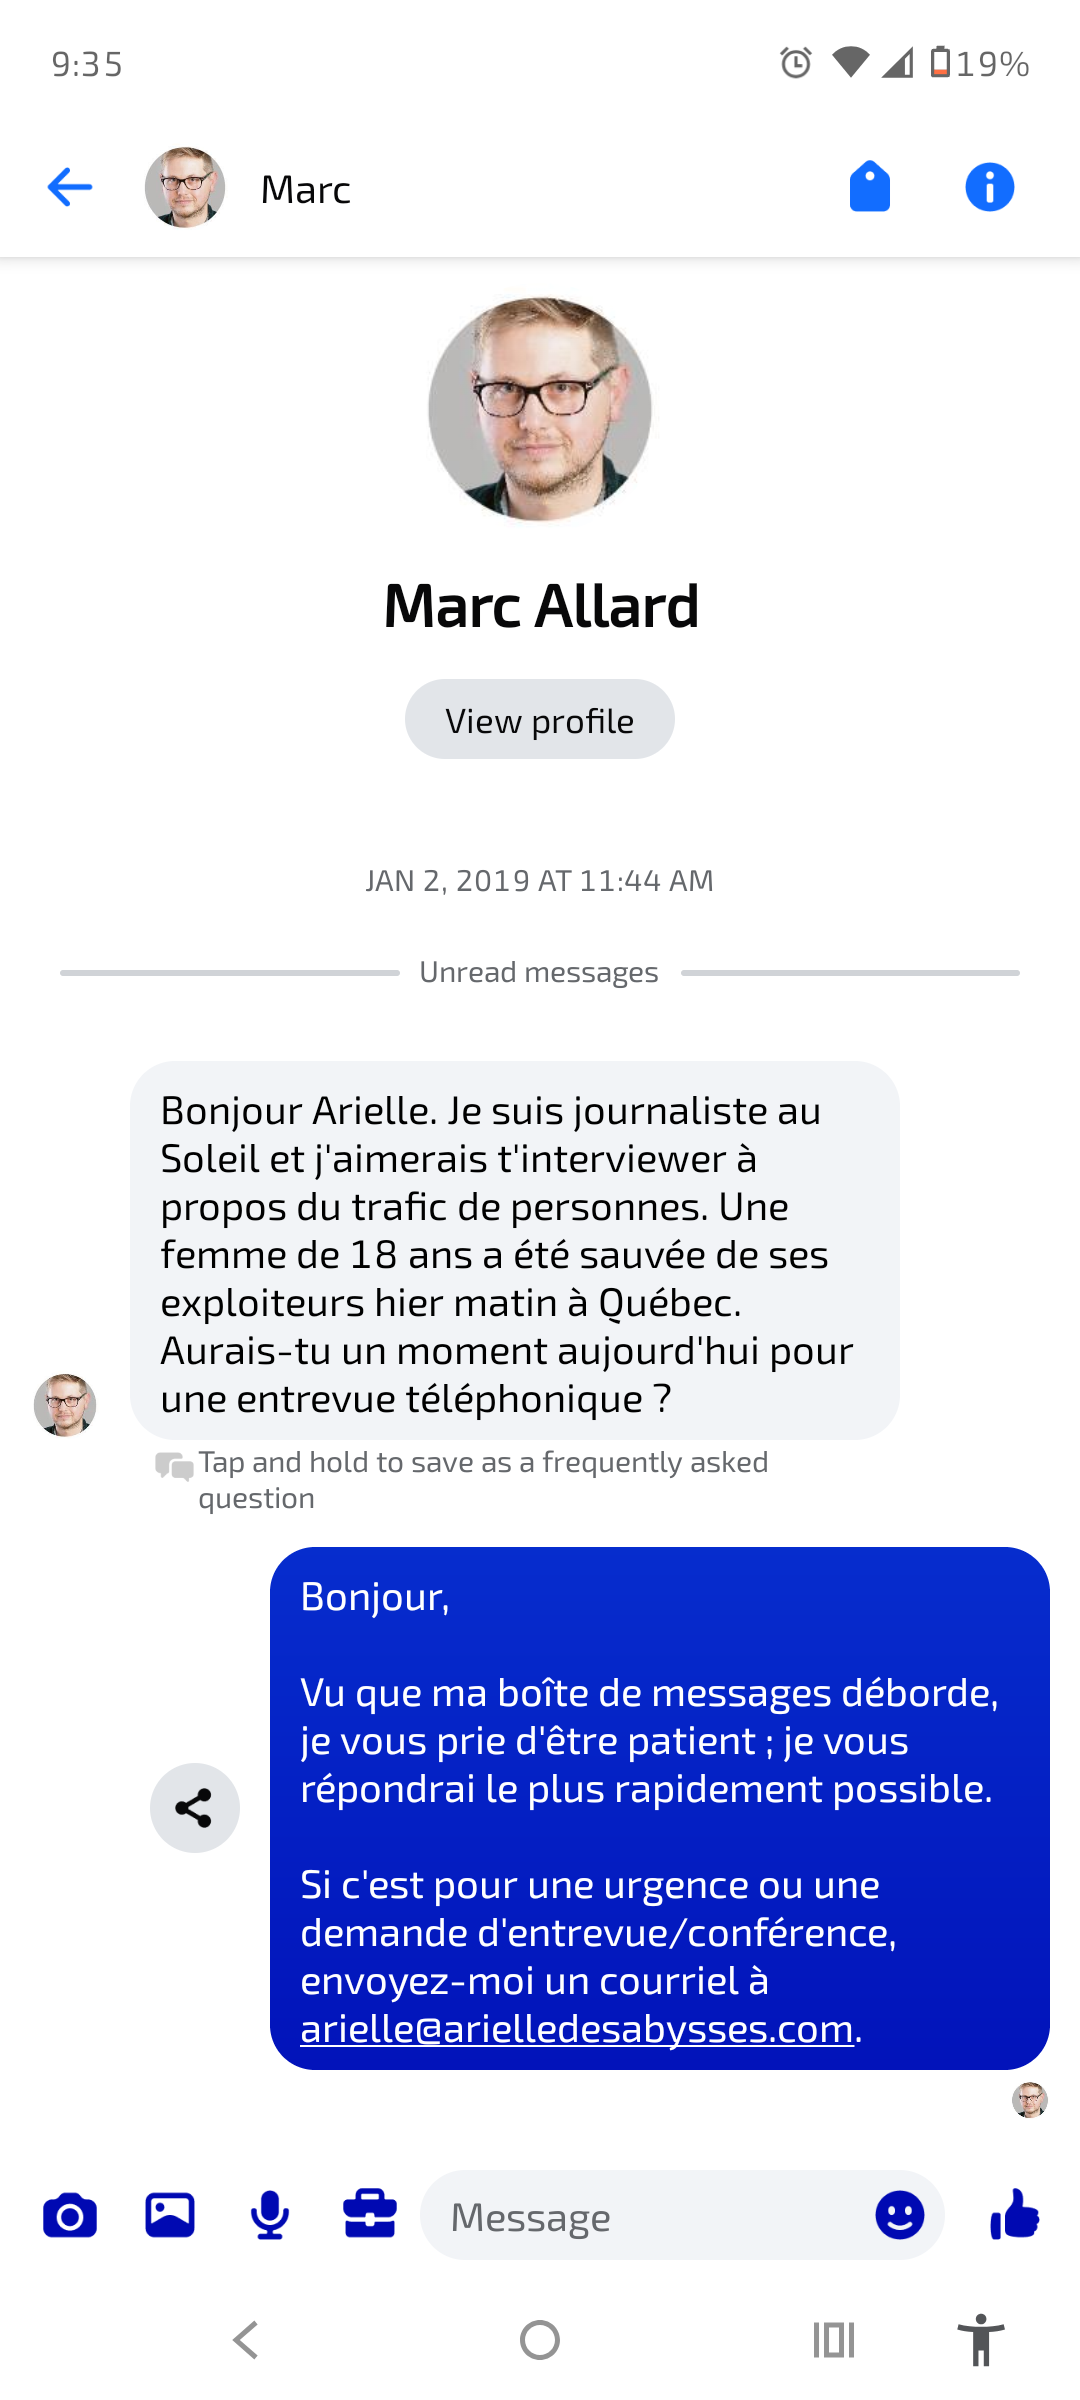 9:35
19%
Marc
Marc Allard
View profile
JAN 2, 2019 AT 11:44 AM
Unread messages
Bonjour Arielle. Je suis journaliste au
Soleil et j'aimerais t'interviewer à
propos du trafic de personnes. Une
femme de 18 ans a été sauvée de ses
exploiteurs hier matin à Québec.
Aurais-tu un moment aujourd'hui pour
une entrevue téléphonique ?
Tap and hold to save as a frequently asked
question
Bonjour,
Vu que ma boîte de messages déborde,
je vous prie d'être patient ; je vous
répondrai le plus rapidement possible.
Si c'est pour une urgence ou une
demande d'entrevue/conférence,
envoyez-moi un courriel à
arielle@arielledesabysses.com.
Message